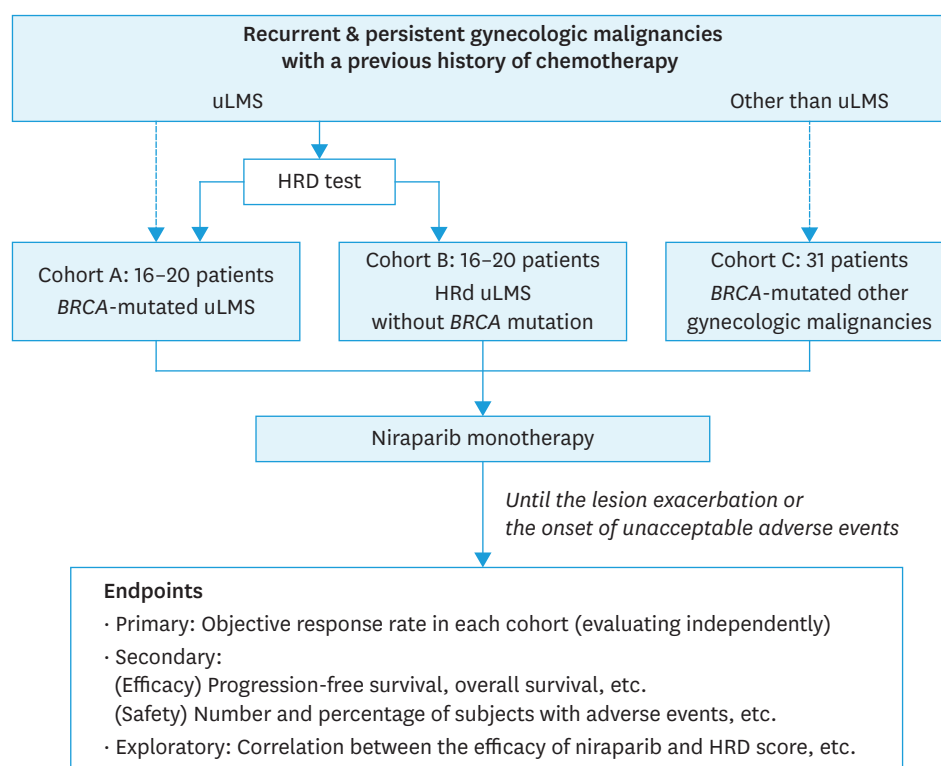 Recurrent & persistent gynecologic malignancies
with a previous history of chemotherapy
uLMS
Other than uLMS
HRD test
Cohort A: 16–20 patients
BRCA-mutated uLMS
Cohort B: 16–20 patients
HRd uLMS
without BRCA mutation
Cohort C: 31 patients
BRCA-mutated other
gynecologic malignancies
Niraparib monotherapy
Until the lesion exacerbation or
the onset of unacceptable adverse events
Endpoints
· Primary: Objective response rate in each cohort (evaluating independently)
· Secondary:
(Efficacy) Progression-free survival, overall survival, etc.
(Safety) Number and percentage of subjects with adverse events, etc.
· Exploratory: Correlation between the efficacy of niraparib and HRD score, etc.